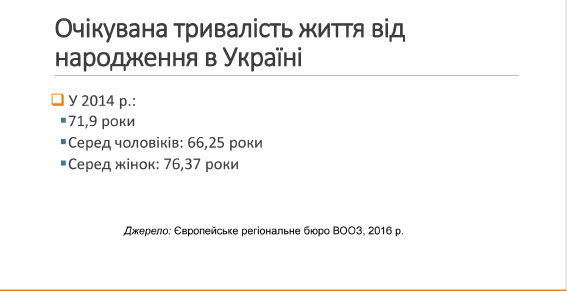 Очікувана тривалість життя від
народження в Україні
У 2014 р.:
71,9 роки
Серед чоловіків: 66,25 роки
Серед жінок: 76,37 роки
Джерело: Європейське регіональне бюро ВООЗ, 2016 р.